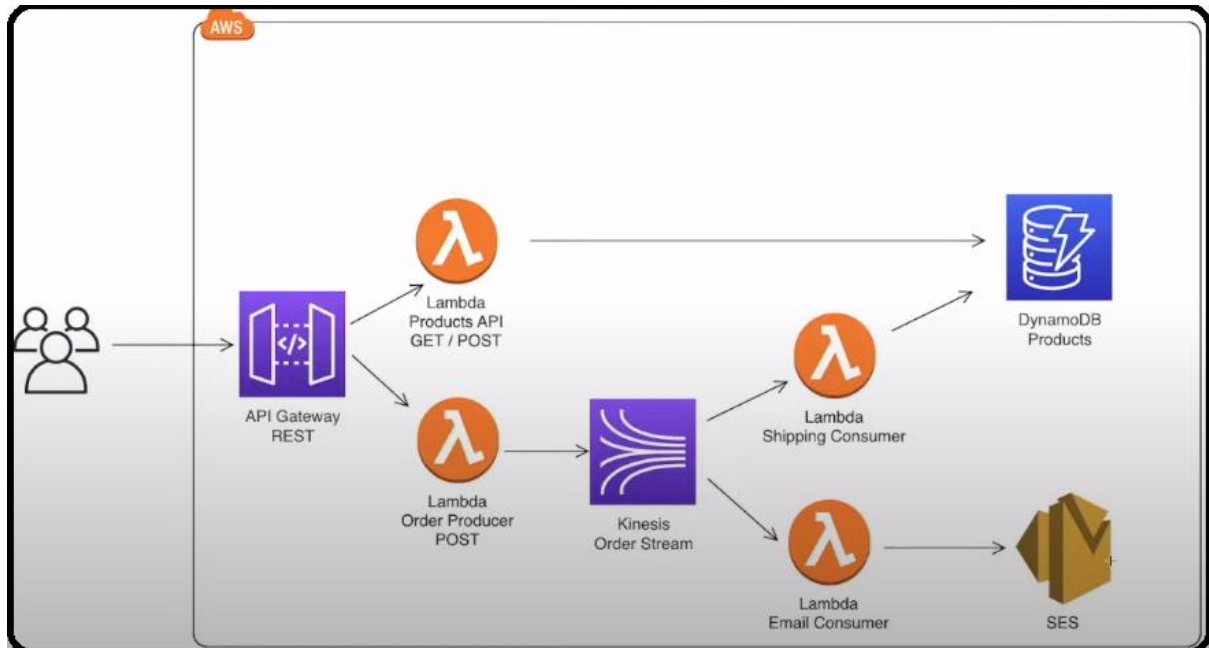 AWS
Lambda
Products API
GET / POST
DynamoDB
Products
API Gateway
REST
Lambda
Shipping Consumer
Lambda
Order Producer
POST
Kinesis
Order Stream
Lambda
Email Consumer
SES